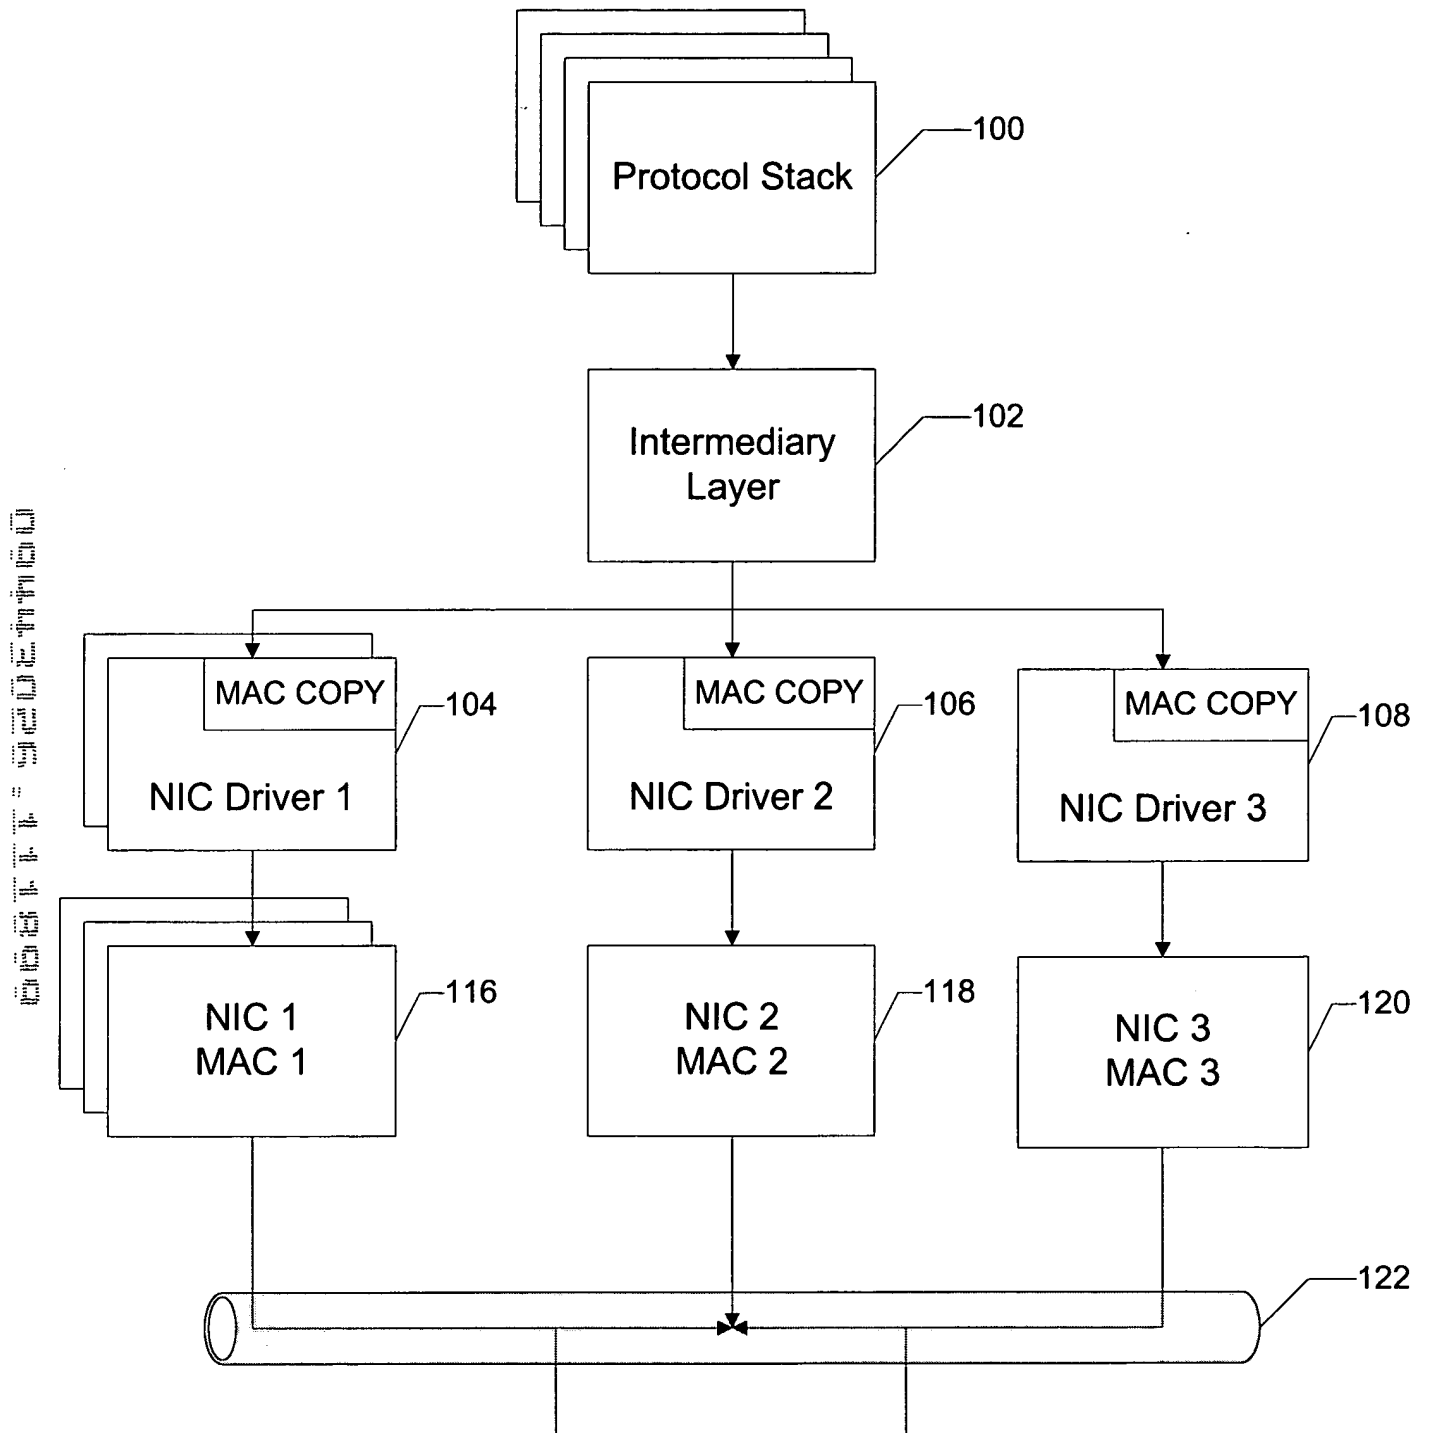 Protocol Stack
100
Intermediary
Layer
102
MAC COPY
NIC Driver 1
104
MAC COPY
NIC Driver 2
106
MAC COPY
NIC Driver 3
108
NIC 1
MAC 1
116
NIC 2
MAC 2
118
NIC 3
MAC 3
120
122